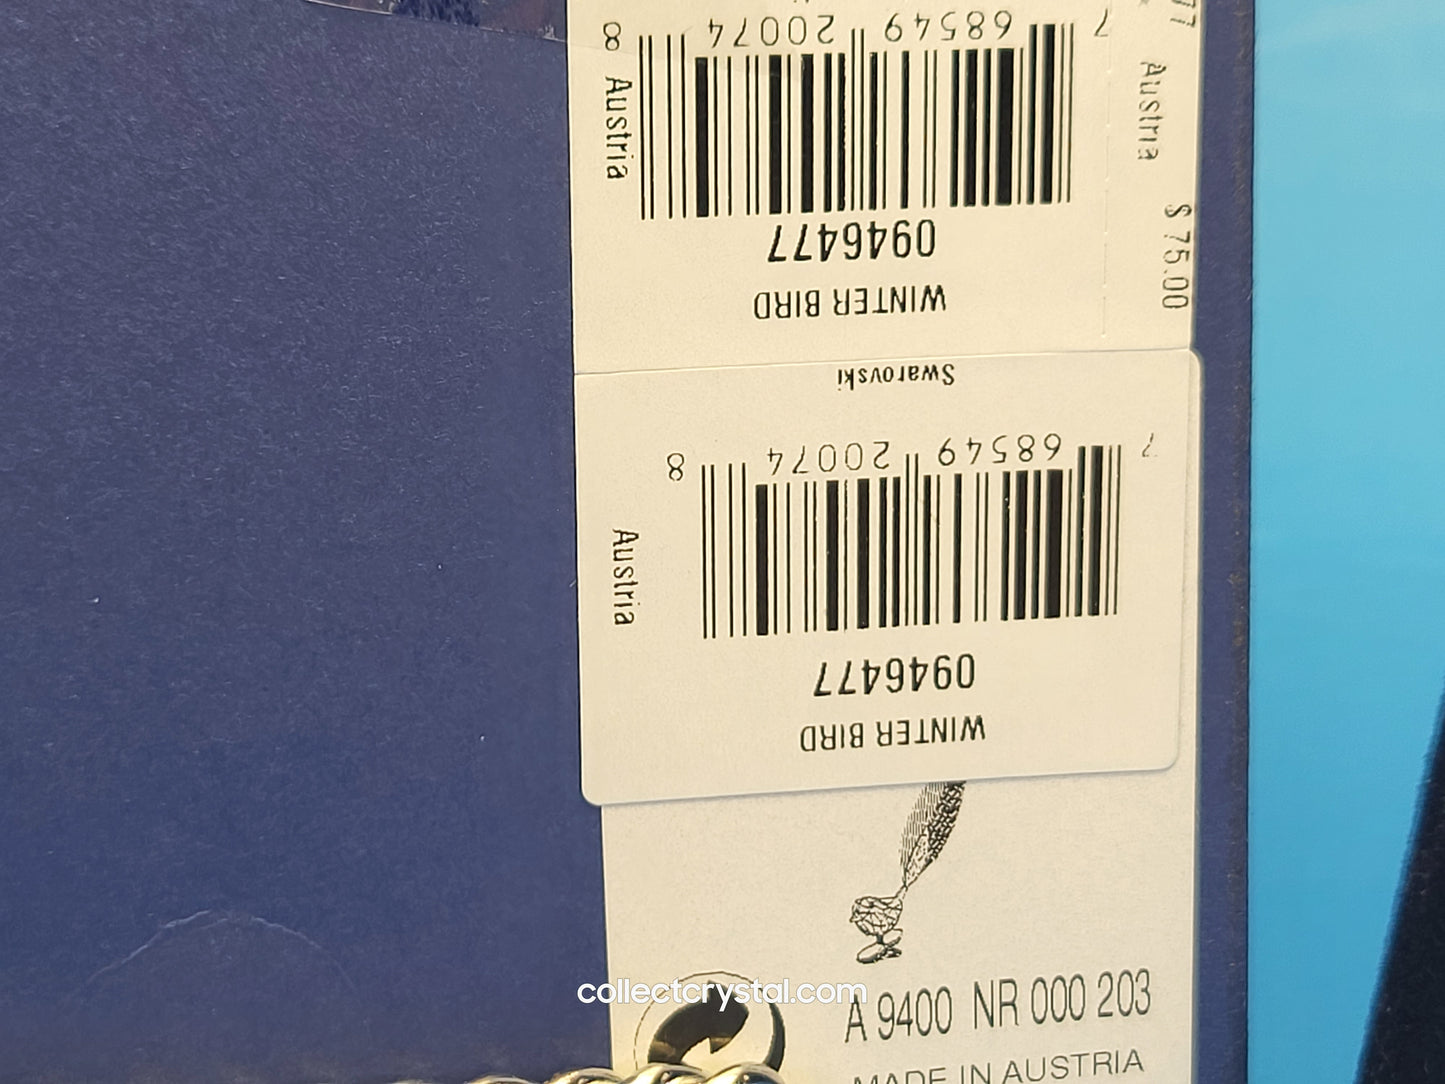 77
Austria
$ 75.00
7 68549 20074 8
Austria
0946477
WINTER BIRD
Swarovski
7 68549 20074 8
Austria
0946477
WINTER BIRD
collectcrystal.com
A 9400 NR 000 203
MADE IN AUSTRIA